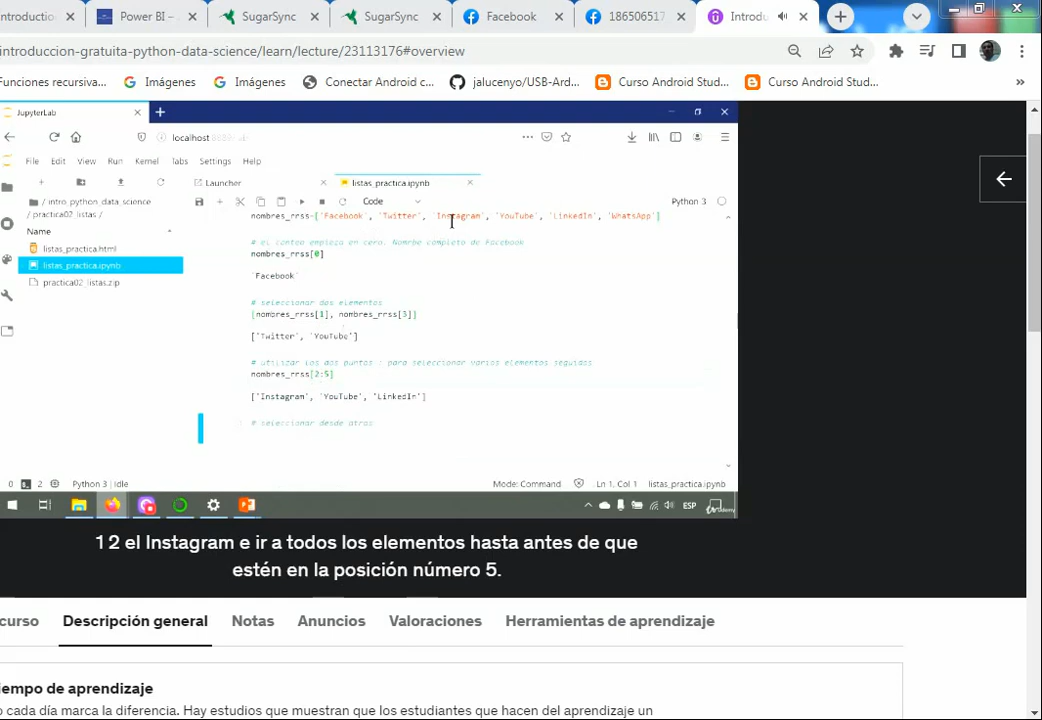 introductio
Power BI –
SugarSync
SugarSync
Facebook
186506517
Introdu
introduccion-gratuita-python-data-science/learn/lecture/23113176#overview
Funciones recursiva...
Imágenes
Imágenes
Conectar Android c...
jalucenyo/USB-Ard...
Curso Android Stud...
Curso Android Stud...
»
JupyterLab
localhost
File Edit View Run Kernel Tabs Settings Help
Launcher
listas_practica.ipynb
/ intro_python_data_science
/ practica02_listas /
Name
listas_practica.html
listas_practica.ipynb
practica02_listas.zip
Code
Python 3
nombres_rrss=['Facebook', 'Twitter', 'Instagram', 'YouTube', 'LinkedIn', 'WhatsApp']
# el conteo empieza en cero. Nomrbe completo de Facebook
nombres_rrss[0]
'Facebook'
# seleccionar dos elementos
[nombres_rrss[1], nombres_rrss[3]]
['Twitter', 'YouTube']
# utilizar los dos puntos : para seleccionar varios elementos seguidos
nombres_rrss[2:5]
['Instagram', 'YouTube', 'LinkedIn']
# seleccionar desde atras
0 2 Python 3 | Idle
Mode: Command
Ln 1, Col 1
listas_practica.ipynb
ESP
Udemy
1 2 el Instagram e ir a todos los elementos hasta antes de que
estén en la posición número 5.
curso
Descripción general
Notas
Anuncios
Valoraciones
Herramientas de aprendizaje
iempo de aprendizaje
o cada día marca la diferencia. Hay estudios que muestran que los estudiantes que hacen del aprendizaje un